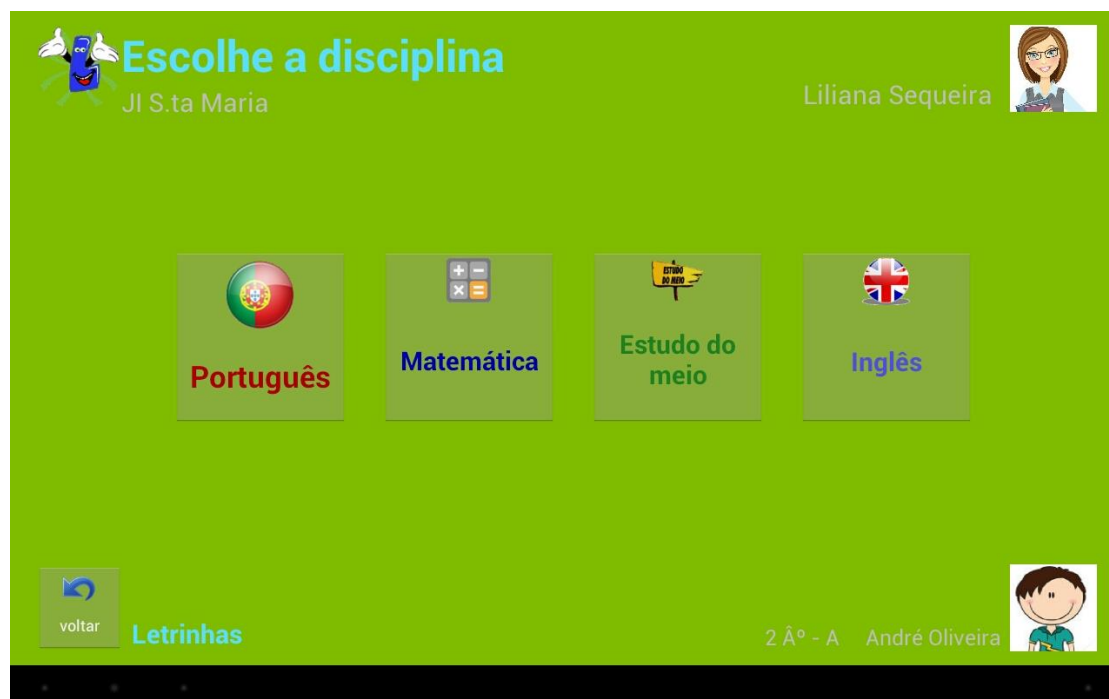 Escolhe a disciplina
JI S.ta Maria
Liliana Sequeira
Português
Matemática
ESTUDO
DO MEIO
Estudo do
meio
Inglês
voltar
Letrinhas
2 Âº - A André Oliveira